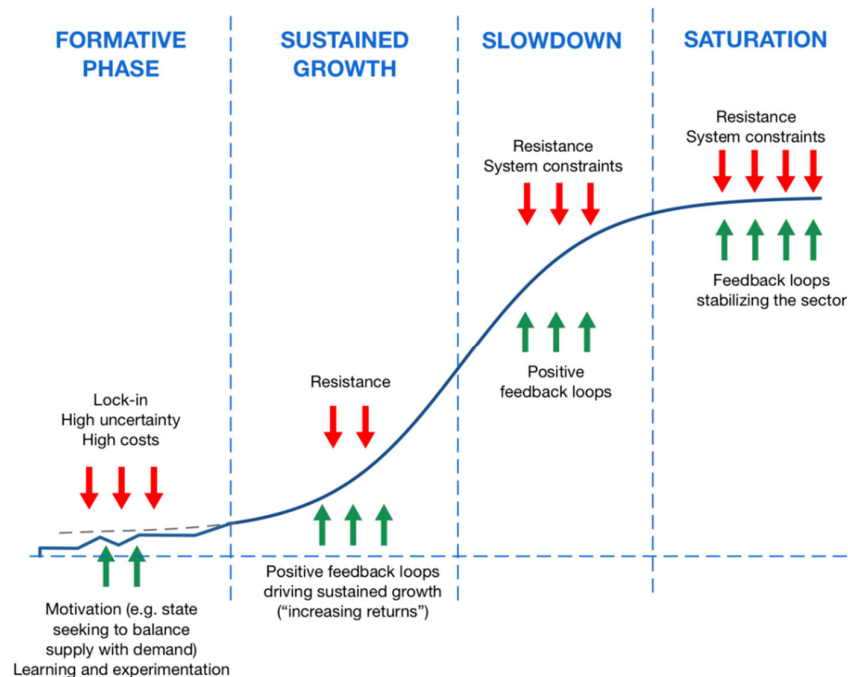 FORMATIVE
PHASE
SUSTAINED
GROWTH
SLOWDOWN
SATURATION
Lock-in
High uncertainty
High costs
Motivation (e.g. state
seeking to balance
supply with demand)
Learning and experimentation
Resistance
Positive feedback loops
driving sustained growth
(“increasing returns”)
Resistance
System constraints
Positive
feedback loops
Resistance
System constraints
Feedback loops
stabilizing the sector